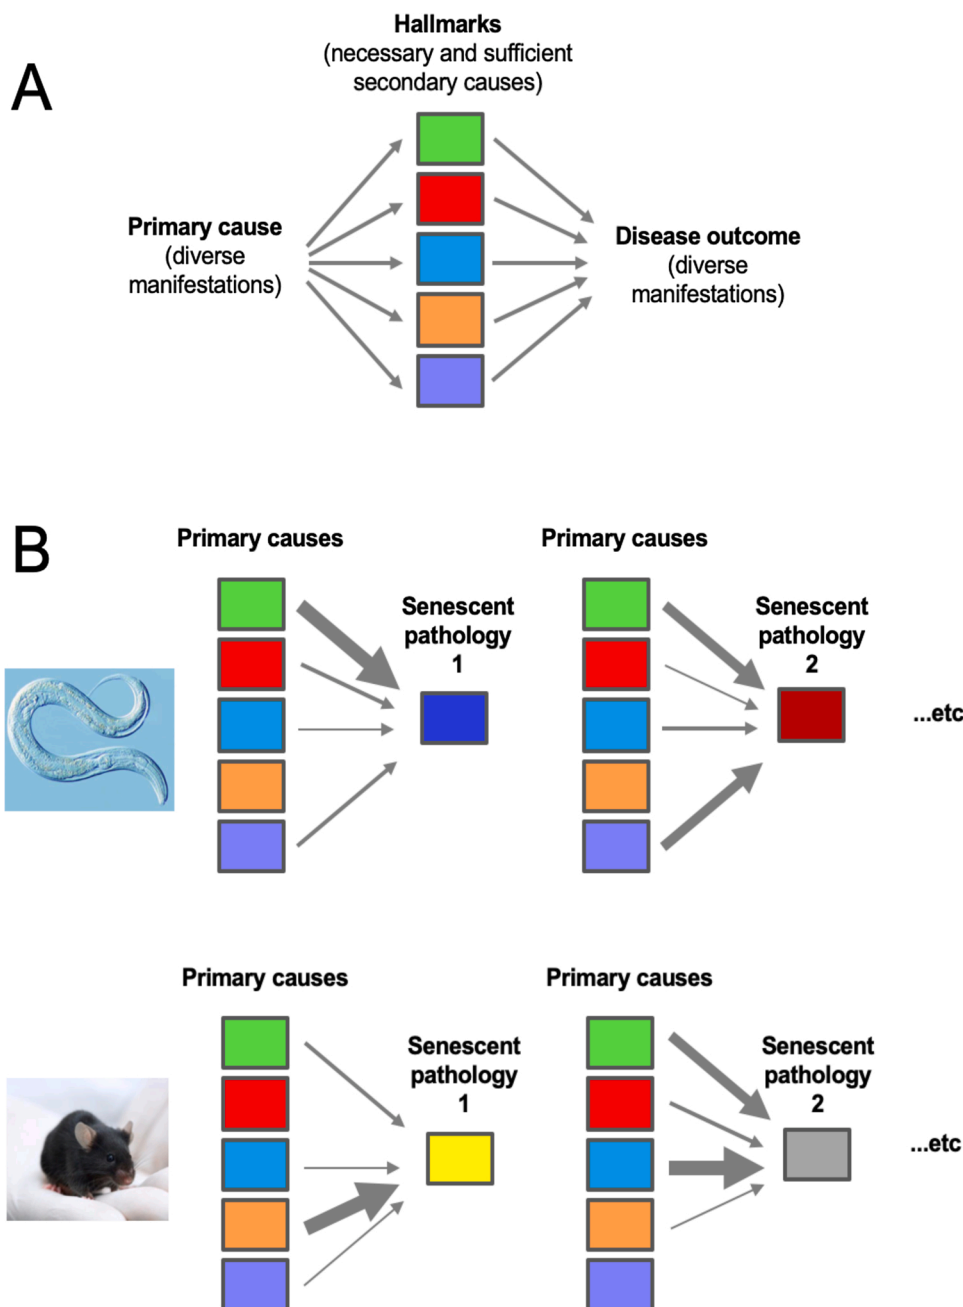 Hallmarks
(necessary and sufficient
secondary causes)
A
Primary cause
(diverse
manifestations)
Disease outcome
(diverse
manifestations)
B
Primary causes
Primary causes
Senescent
pathology
1
Senescent
pathology
2
...etc
Primary causes
Primary causes
Senescent
pathology
1
Senescent
pathology
2
...etc